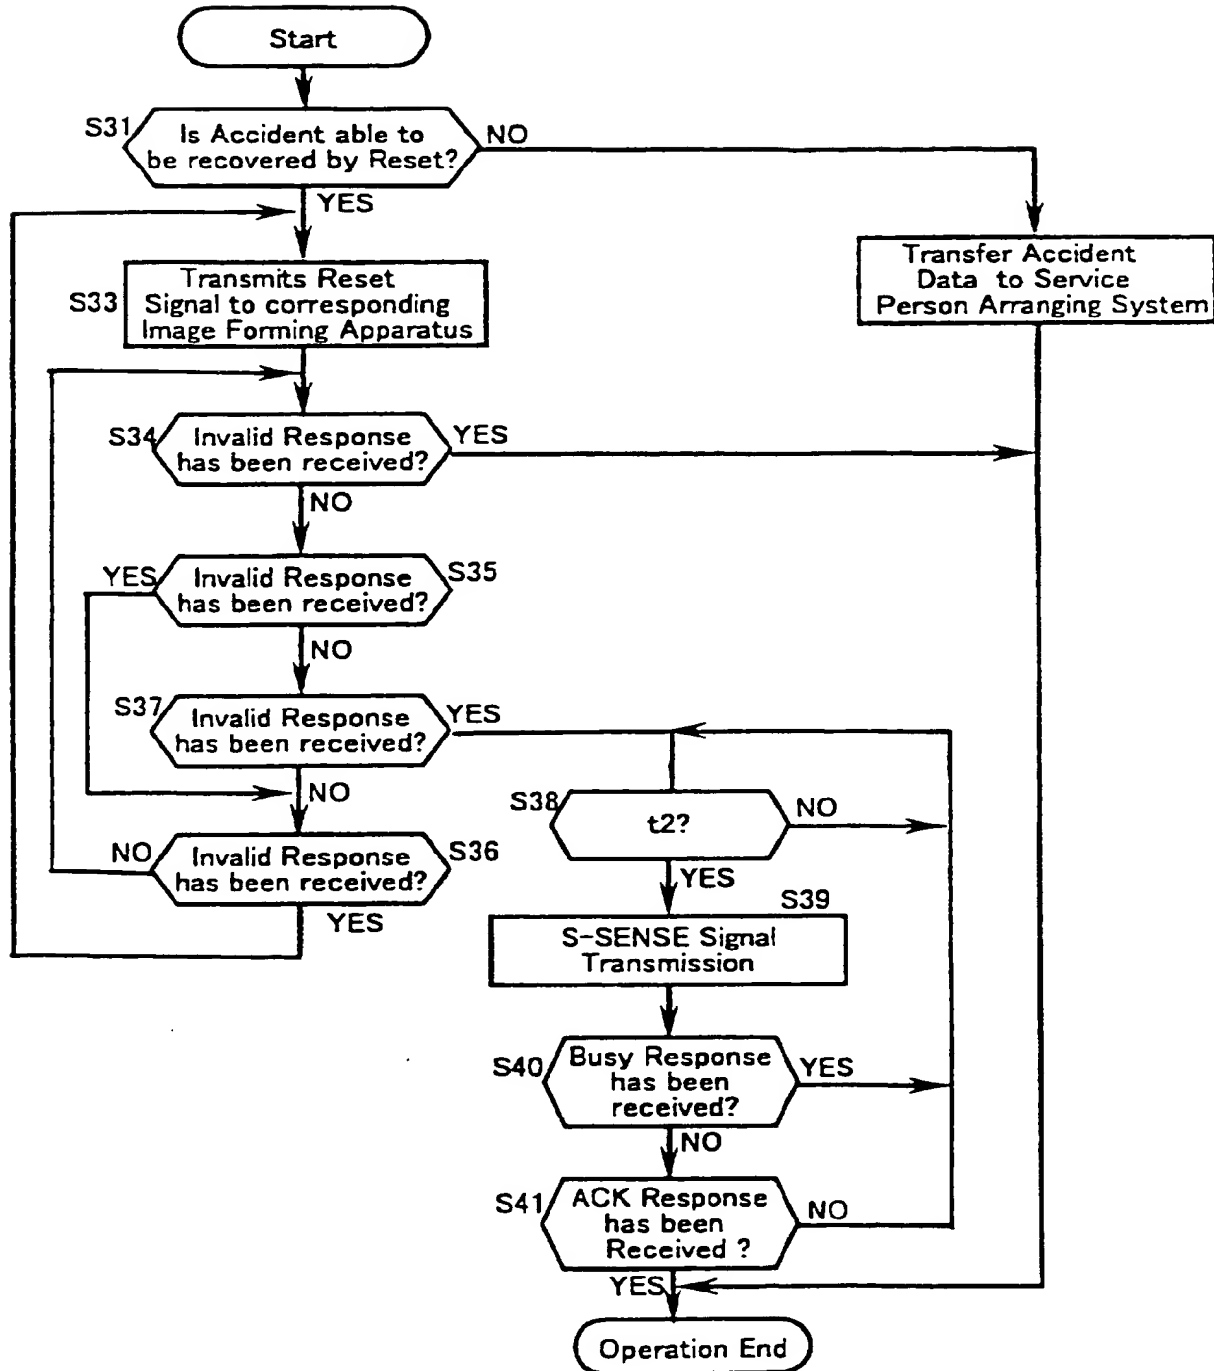 Start
S31
Is Accident able to
be recovered by Reset?
NO
YES
Transfer Accident
Data to Service
Person Arranging System
S33
Transmits Reset
Signal to corresponding
Image Forming Apparatus
S34
Invalid Response
has been received?
YES
NO
YES
Invalid Response
has been received?
S35
NO
S37
Invalid Response
has been received?
YES
NO
S38
t2?
NO
YES
NO
Invalid Response
has been received?
S36
YES
S39
S-SENSE Signal
Transmission
S40
Busy Response
has been
received?
YES
NO
S41
ACK Response
has been
Received ?
NO
YES
Operation End